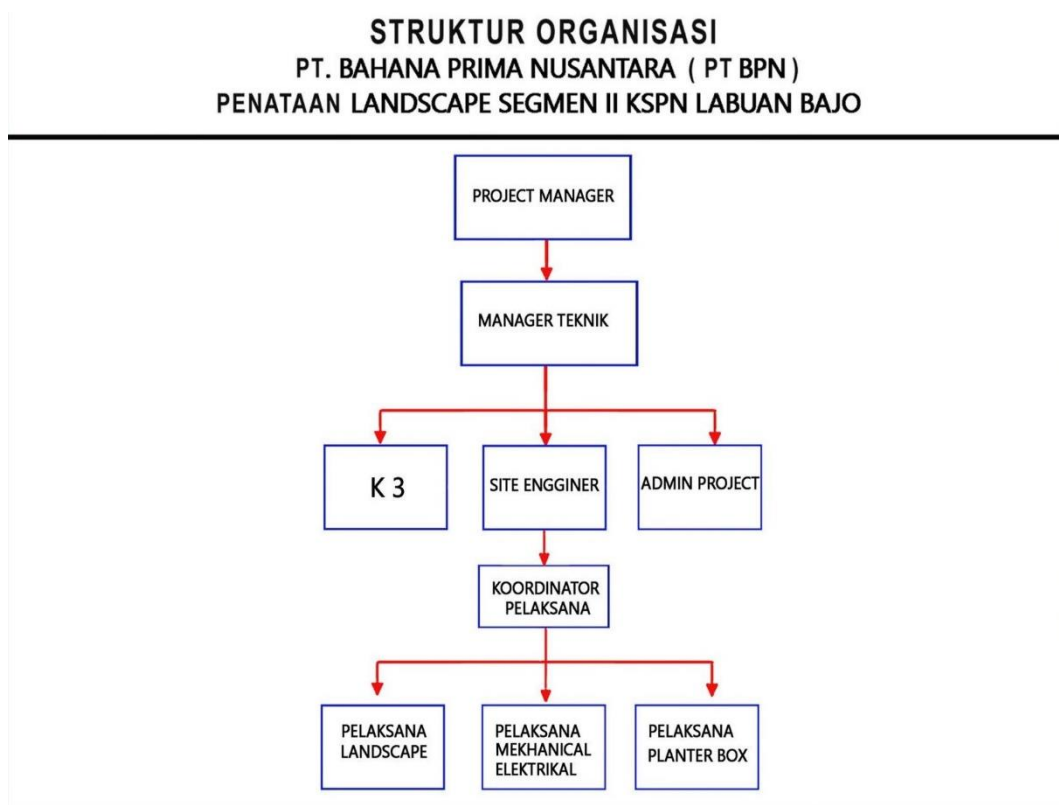 STRUKTUR ORGANISASI
PT. BAHANA PRIMA NUSANTARA ( PT BPN )
PENATAAN LANDSCAPE SEGMEN II KSPN LABUAN BAJO
PROJECT MANAGER
MANAGER TEKNIK
K 3
SITE ENGGINER
ADMIN PROJECT
KOORDINATOR
PELAKSANA
PELAKSANA
LANDSCAPE
PELAKSANA
MEKHANICAL
ELEKTRIKAL
PELAKSANA
PLANTER BOX